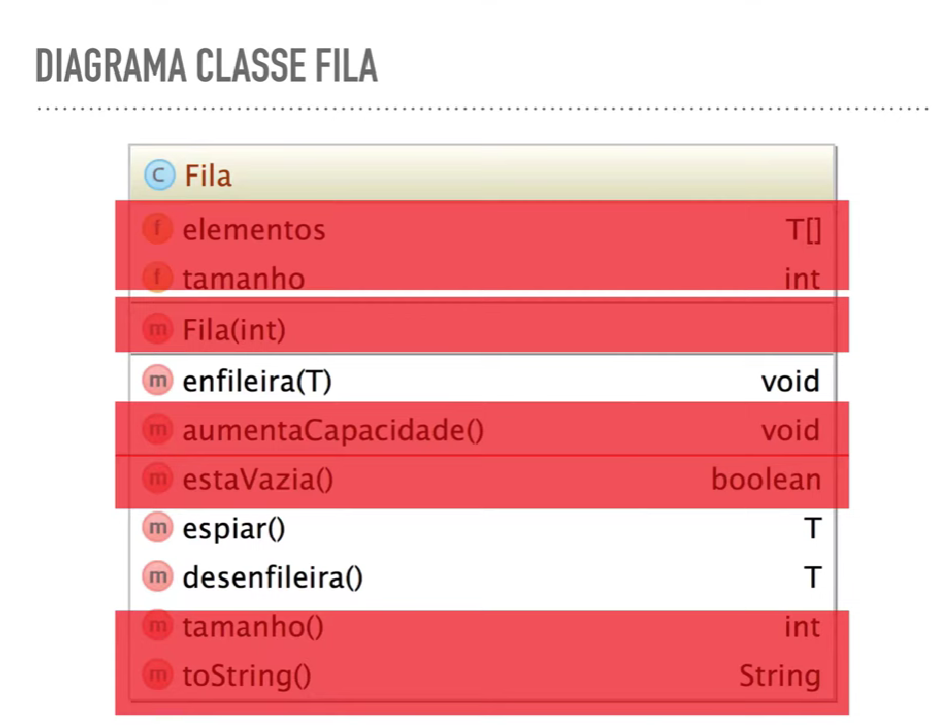 DIAGRAMA CLASSE FILA
C Fila
f elementos T[]
f tamanho int
m Fila(int)
m enfileira(T) void
m aumentaCapacidade() void
m estaVazia() boolean
m espiar() T
m desenfileira() T
m tamanho() int
m toString() String